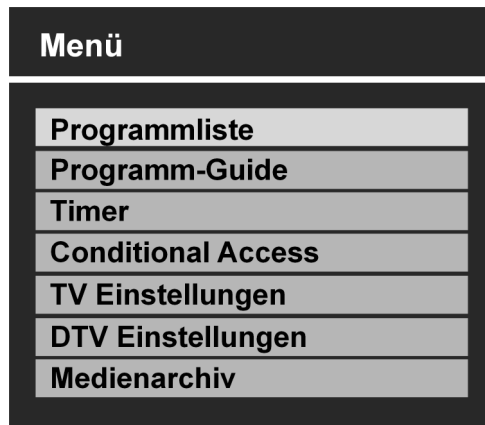 Menü
Programmliste
Programm-Guide
Timer
Conditional Access
TV Einstellungen
DTV Einstellungen
Medienarchiv